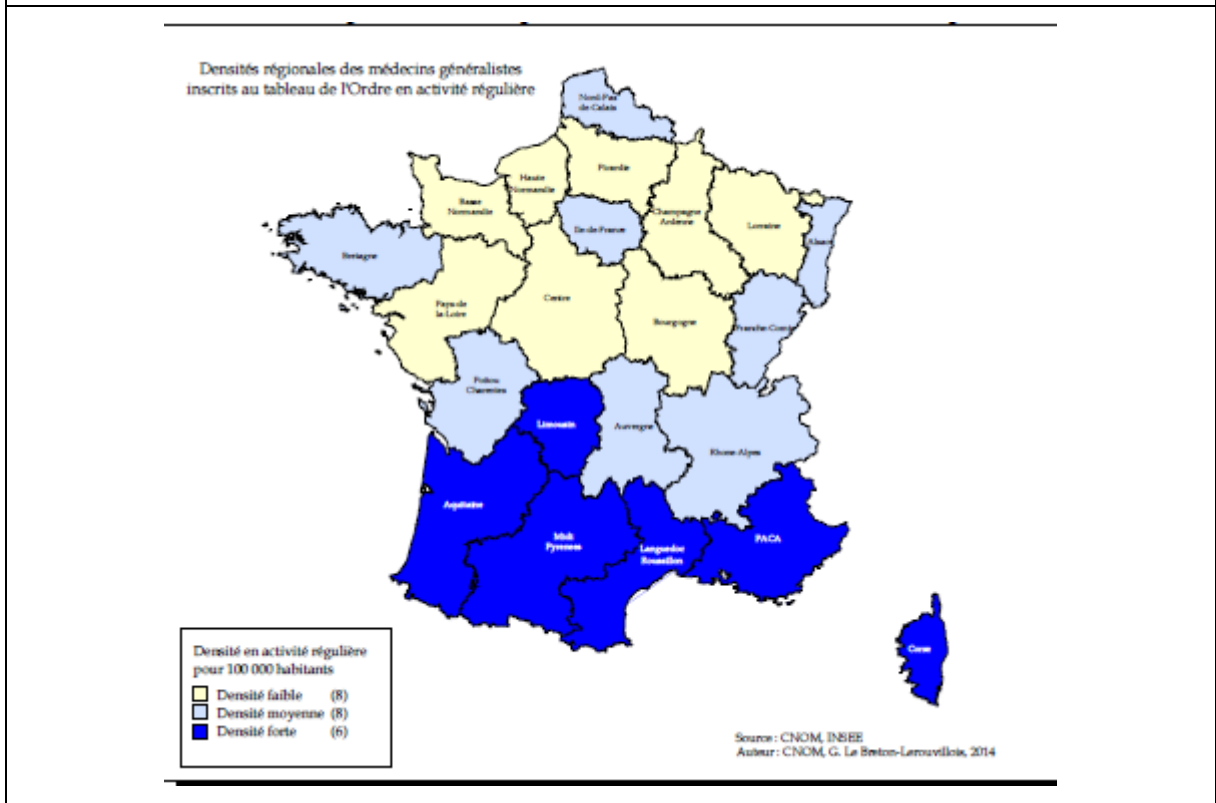 Densités régionales des médecins généralistes
inscrits au tableau de l'Ordre en activité régulière
Nord-Pas
de Calais
Picardie
Haute
Normandie
Basse
Normandie
Champagne
Ardenne
Lorraine
Alsace
Ile de France
Bretagne
Pays de
la Loire
Centre
Bourgogne
Franche-Comté
Poitou
Charentes
Limousin
Auvergne
Rhone-Alpes
Aquitaine
Midi
Pyrenees
Languedoc
Roussillon
PACA
Corse
Densité en activité régulière
pour 100 000 habitants
Densité faible (8)
Densité moyenne (8)
Densité forte (6)
Source : CNOM, INSEE
Auteur : CNOM, G. Le Breton-Lerouvillois, 2014